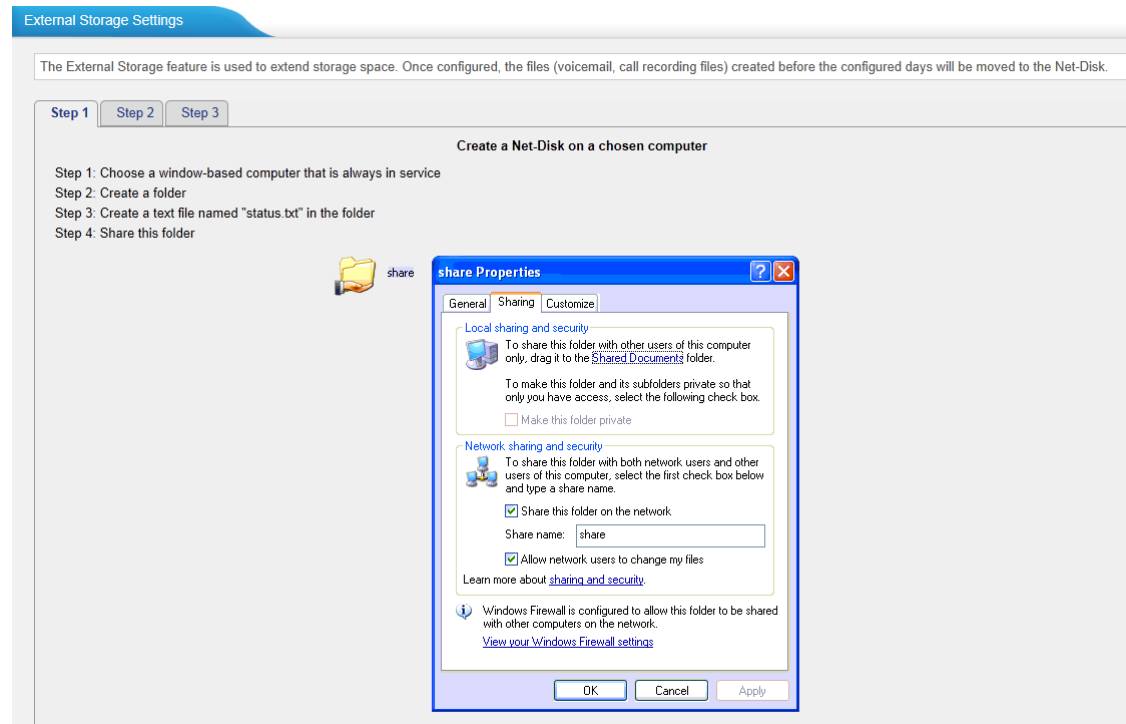 External Storage Settings
The External Storage feature is used to extend storage space. Once configured, the files (voicemail, call recording files) created before the configured days will be moved to the Net-Disk.
Step 1 Step 2 Step 3
Create a Net-Disk on a chosen computer
Step 1: Choose a window-based computer that is always in service
Step 2: Create a folder
Step 3: Create a text file named "status.txt" in the folder
Step 4: Share this folder
share
share Properties
General Sharing Customize
Local sharing and security
To share this folder with other users of this computer
only, drag it to the Shared Documents folder.
To make this folder and its subfolders private so that
only you have access, select the following check box.
Make this folder private
Network sharing and security
To share this folder with both network users and other
users of this computer, select the first check box below
and type a share name.
Share this folder on the network
Share name: share
Allow network users to change my files
Learn more about sharing and security.
Windows Firewall is configured to allow this folder to be shared
with other computers on the network.
View your Windows Firewall settings
OK Cancel Apply